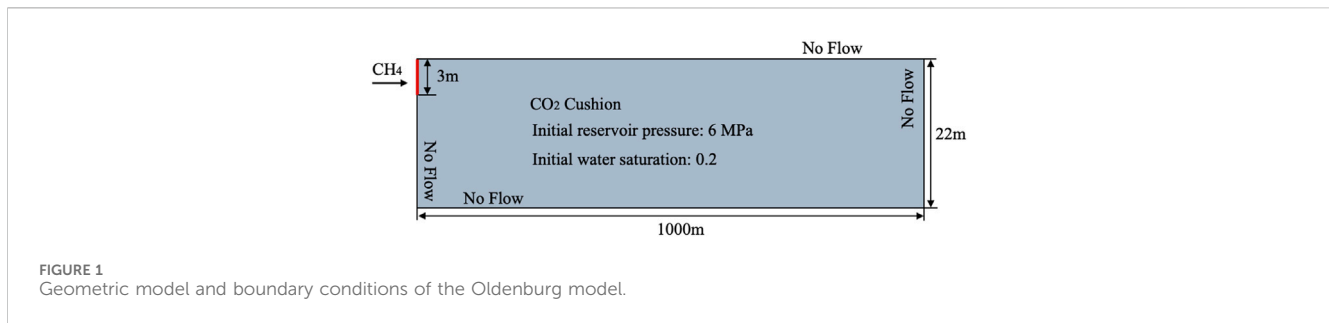 No Flow
CH4
3m
CO2 Cushion
Initial reservoir pressure: 6 MPa
Initial water saturation: 0.2
No Flow
22m
No Flow
No Flow
1000m
FIGURE 1
Geometric model and boundary conditions of the Oldenburg model.